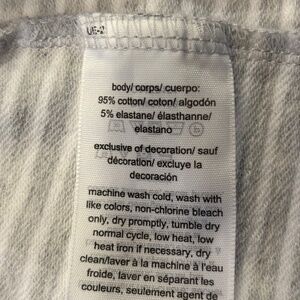 body/ corps/ cuerpo:
95% cotton/ coton/ algodón
5% elastane/ élasthanne/
elastano
exclusive of decoration/ sauf
décoration/ excluye la
decoración
machine wash cold, wash with
like colors, non-chlorine bleach
only, dry promptly, tumble dry
normal cycle, low heat, low
heat iron if necessary, dry
clean/laver à la machine à l'eau
froide, laver en séparant les
couleurs, seulement agent de